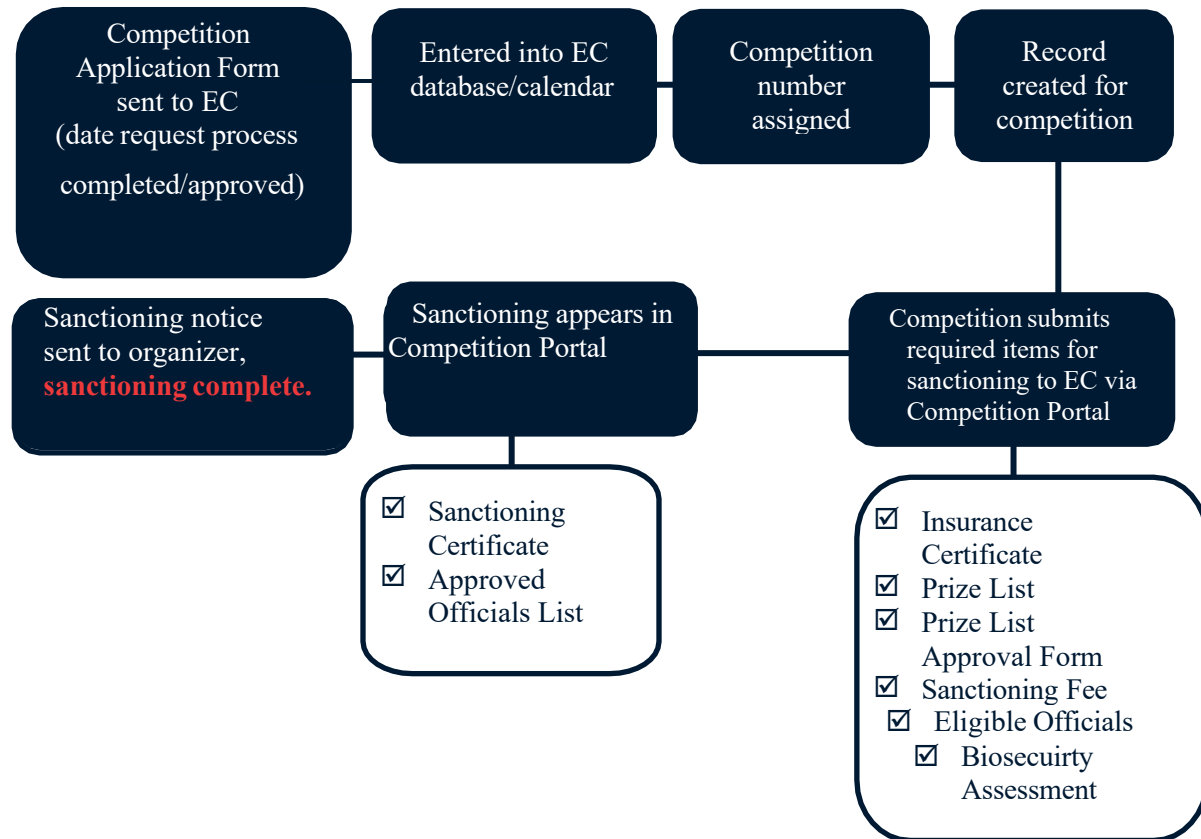 Competition
Application Form
sent to EC
(date request process
completed/approved)
Entered into EC
database/calendar
Competition
number
assigned
Record
created for
competition
Competition submits
required items for
sanctioning to EC via
Competition Portal
☑ Insurance
Certificate
☑ Prize List
☑ Prize List
Approval Form
☑ Sanctioning Fee
☑ Eligible Officials
☑ Biosecuirty
Assessment
Sanctioning appears in
Competition Portal
☑ Sanctioning
Certificate
☑ Approved
Officials List
Sanctioning notice
sent to organizer,
sanctioning complete.